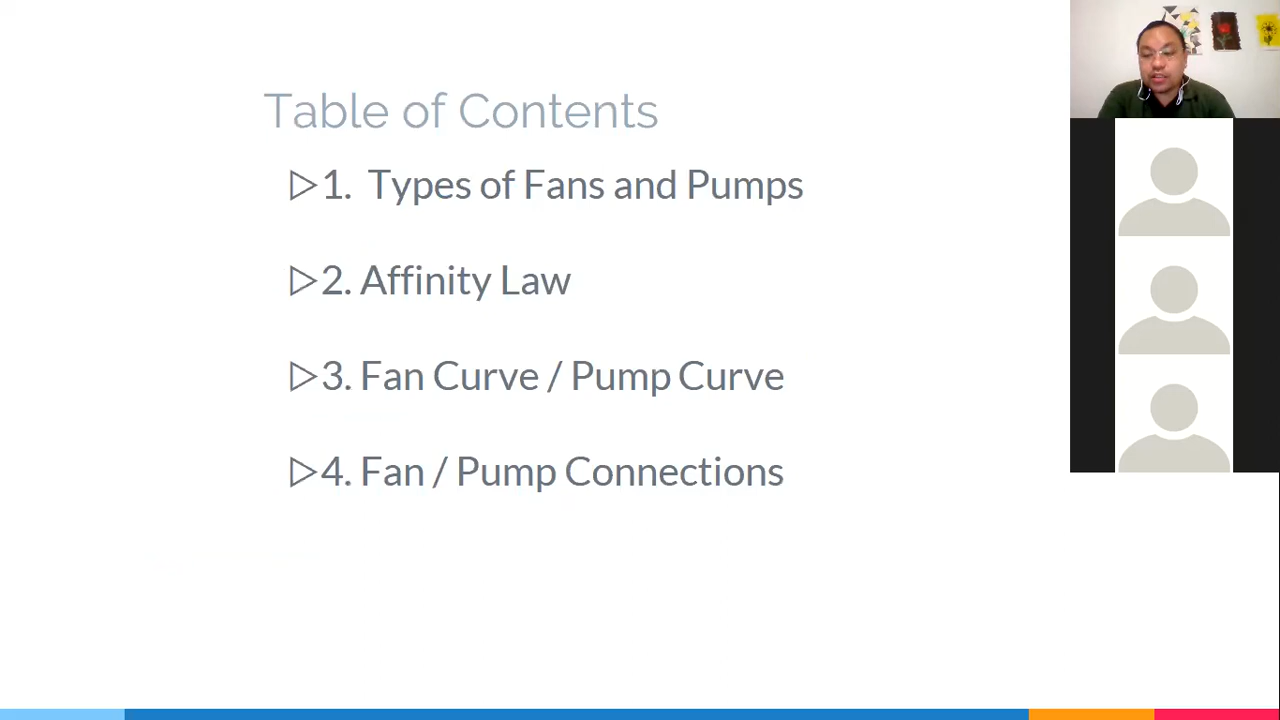 Table of Contents
▷1. Types of Fans and Pumps
▷2. Affinity Law
▷3. Fan Curve / Pump Curve
▷4. Fan / Pump Connections